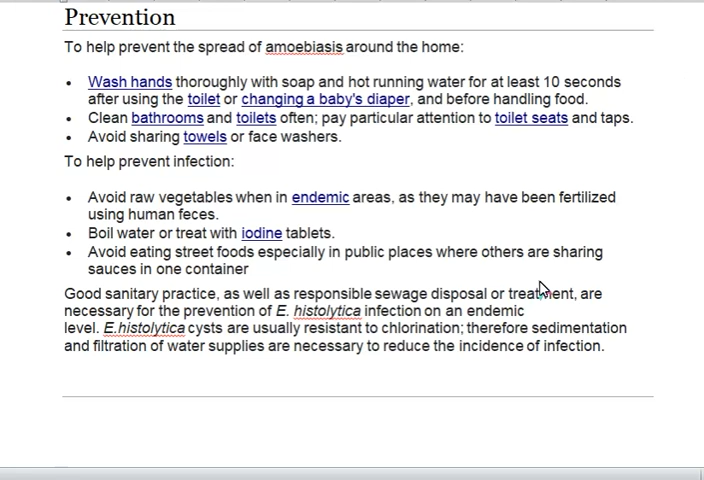 Prevention
To help prevent the spread of amoebiasis around the home:
• Wash hands thoroughly with soap and hot running water for at least 10 seconds
after using the toilet or changing a baby's diaper, and before handling food.
• Clean bathrooms and toilets often; pay particular attention to toilet seats and taps.
• Avoid sharing towels or face washers.
To help prevent infection:
• Avoid raw vegetables when in endemic areas, as they may have been fertilized
using human feces.
• Boil water or treat with iodine tablets.
• Avoid eating street foods especially in public places where others are sharing
sauces in one container
Good sanitary practice, as well as responsible sewage disposal or treatment, are
necessary for the prevention of E. histolytica infection on an endemic
level. E.histolytica cysts are usually resistant to chlorination; therefore sedimentation
and filtration of water supplies are necessary to reduce the incidence of infection.